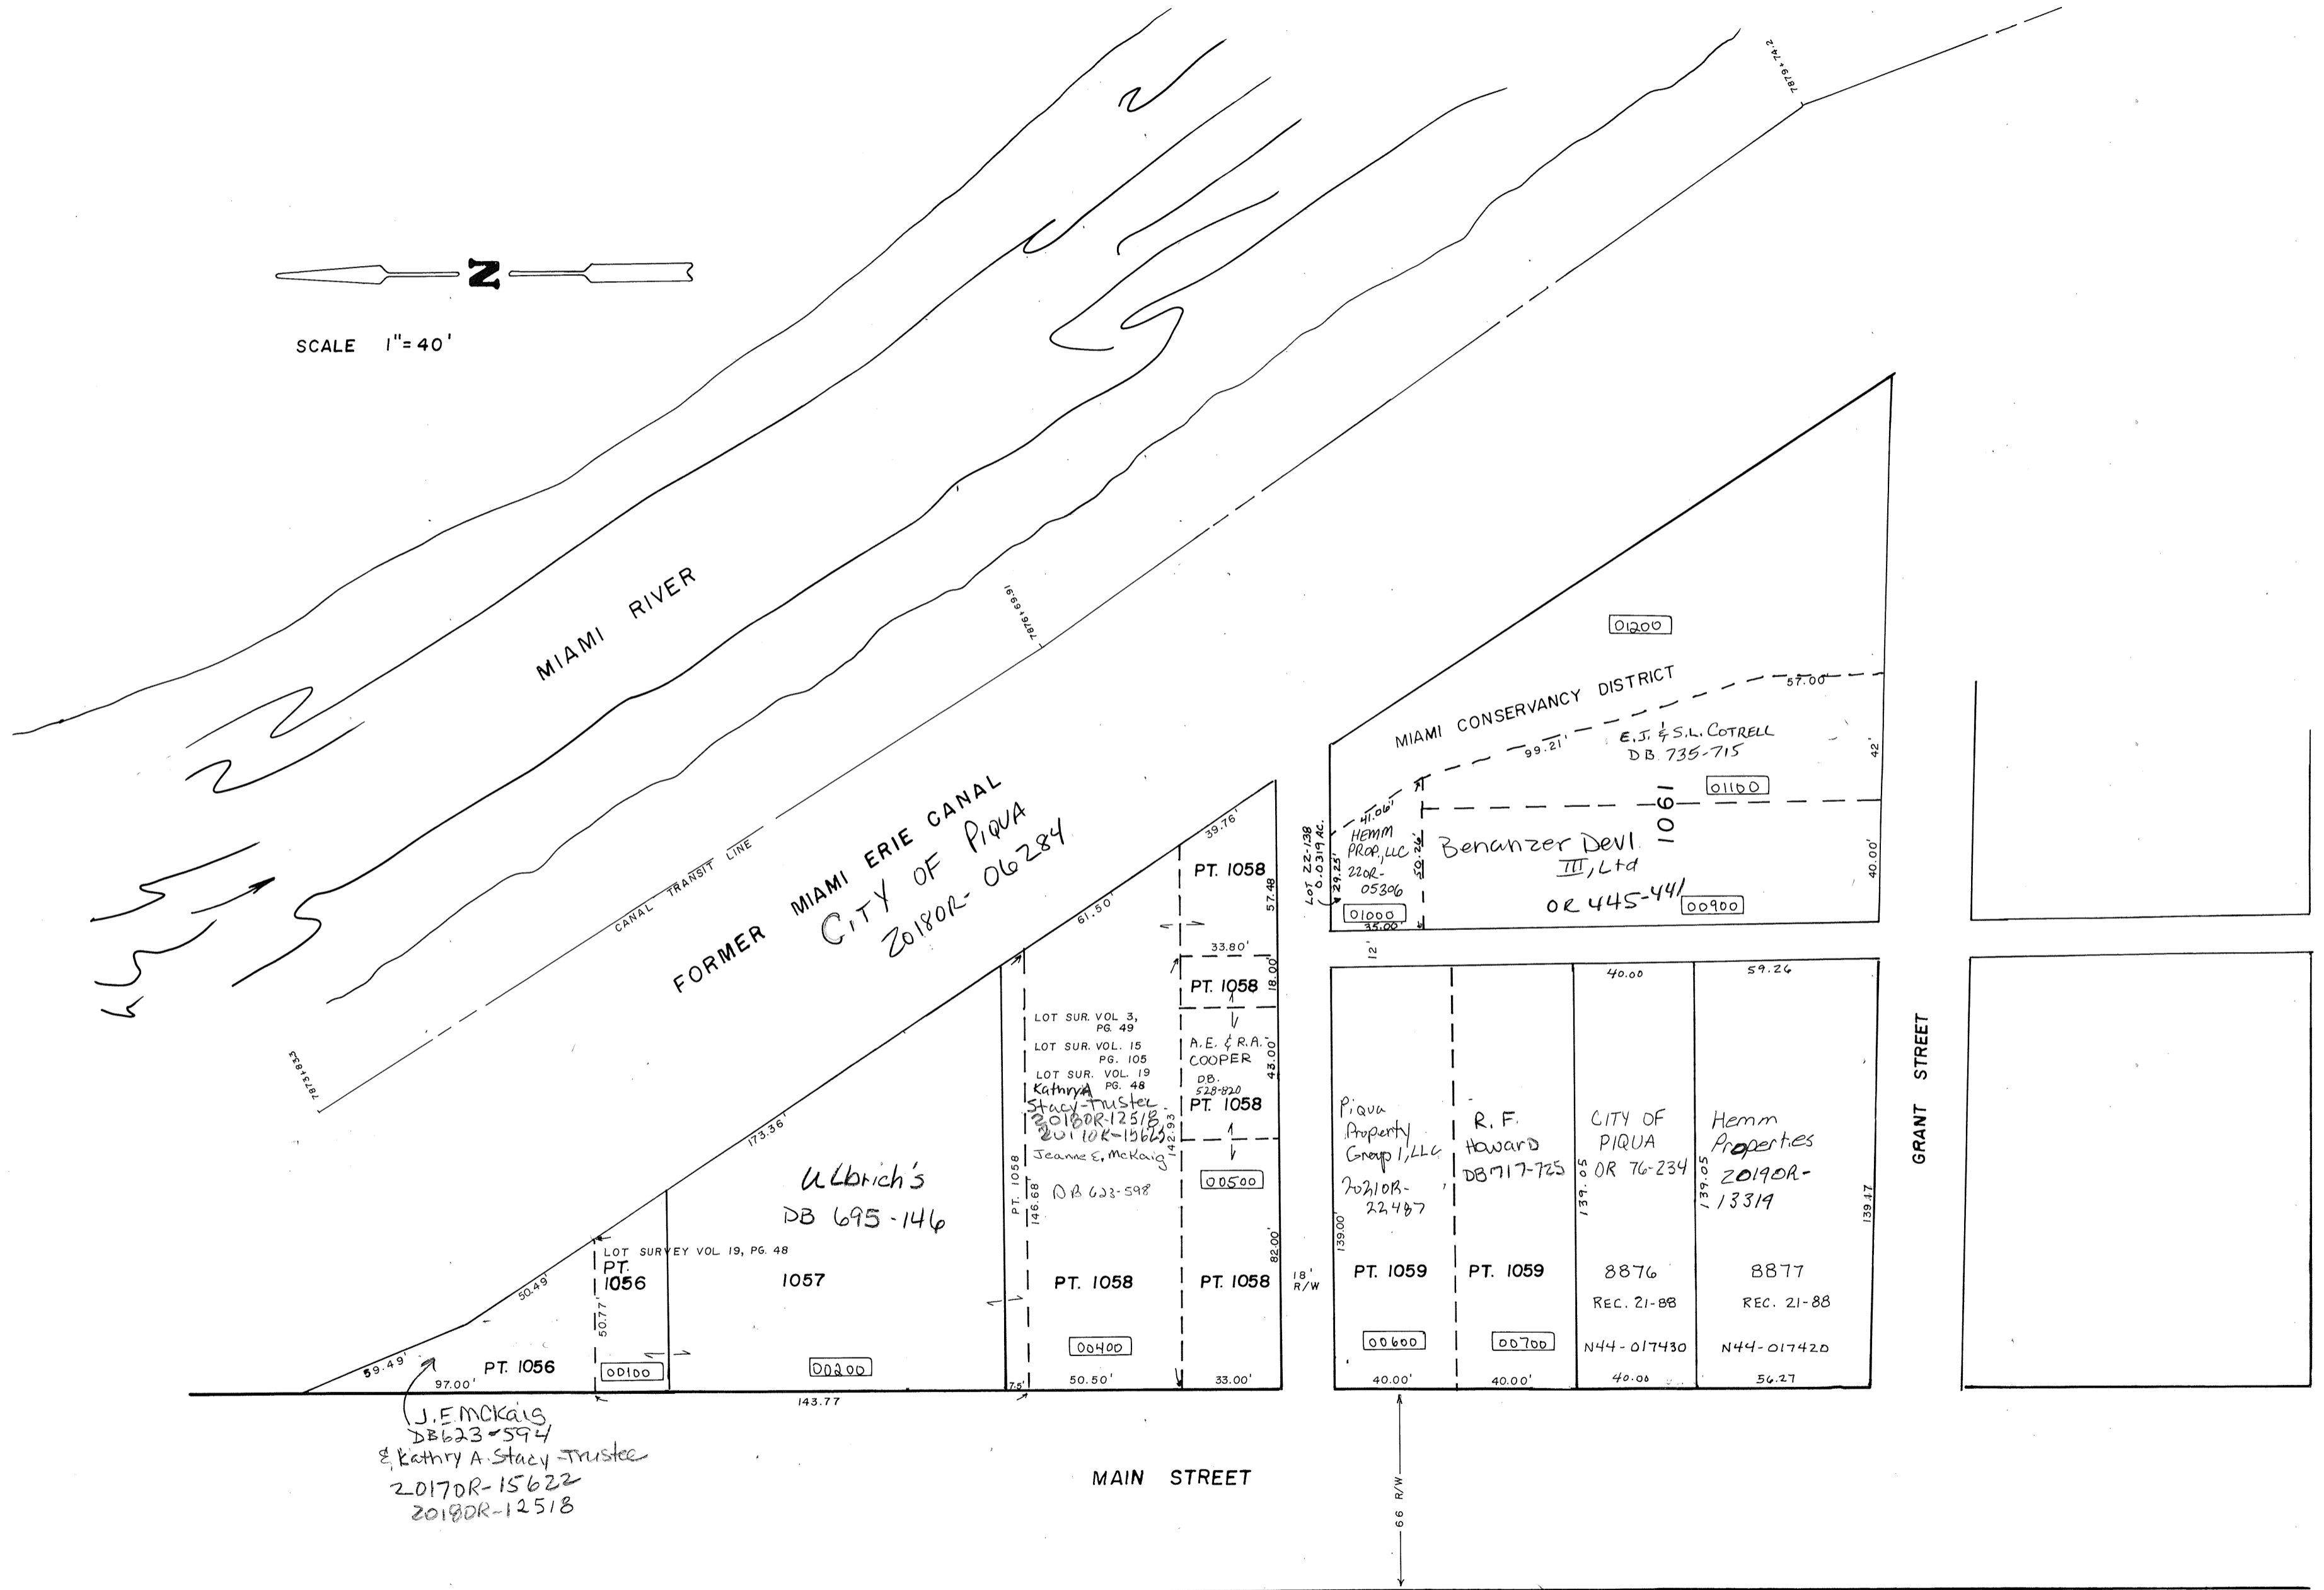 N
SCALE 1"=40'
7879+74.2
MIAMI RIVER
7876+69.91
CANAL TRANSIT LINE
7873+83.5
FORMER MIAMI ERIE CANAL
CITY OF PIQUA
2018OR-06284
01200
MIAMI CONSERVANCY DISTRICT
57.00'
99.21'
E.J. & S.L. COTRELL
DB 735-715
42'
01100
1061
41.06'
LOT 22-138
0.0319 AC.
29.25'
HEMM
PROP., LLC
22OR-
05306
01000
35.00'
50.26'
Benanzer Devl.
III, Ltd
OR 445-441
00900
40.00'
12'
39.76'
PT. 1058
57.48
61.50'
33.80'
PT. 1058
18.00'
LOT SUR. VOL 3,
PG. 49
LOT SUR. VOL. 15
PG. 105
LOT SUR. VOL. 19
PG. 48
Kathry A
Stacy-Trustee
2018OR-12518
2017OR-15623
Jeanne E. McKaig
DB 623-598
142.93
A.E. & R.A.
COOPER
D.B.
528-820
PT. 1058
43.00'
00500
82.00'
PT. 1058
33.00'
173.36'
PT. 1058
146.68'
PT. 1058
00400
50.50'
7.5'
Ulbrich's
DB 695-146
LOT SURVEY VOL 19, PG. 48
PT.
1056
1057
00100
00200
143.77
50.77'
50.49'
59.49'
PT. 1056
97.00'
J.E. McKaig
DB 623-594
& Kathry A. Stacy-Trustee
2017OR-15622
2018OR-12518
18'
R/W
Piqua
Property
Group 1, LLC
2021OR-
22487
139.00'
PT. 1059
00600
40.00'
R. F.
Howard
DB 717-725
PT. 1059
00700
40.00'
40.00
CITY OF
PIQUA
OR 76-234
139.05
8876
REC. 21-88
N44-017430
40.00
59.26
Hemm
Properties
2019OR-
13319
139.05
139.47
8877
REC. 21-88
N44-017420
56.27
GRANT STREET
MAIN STREET
66 R/W